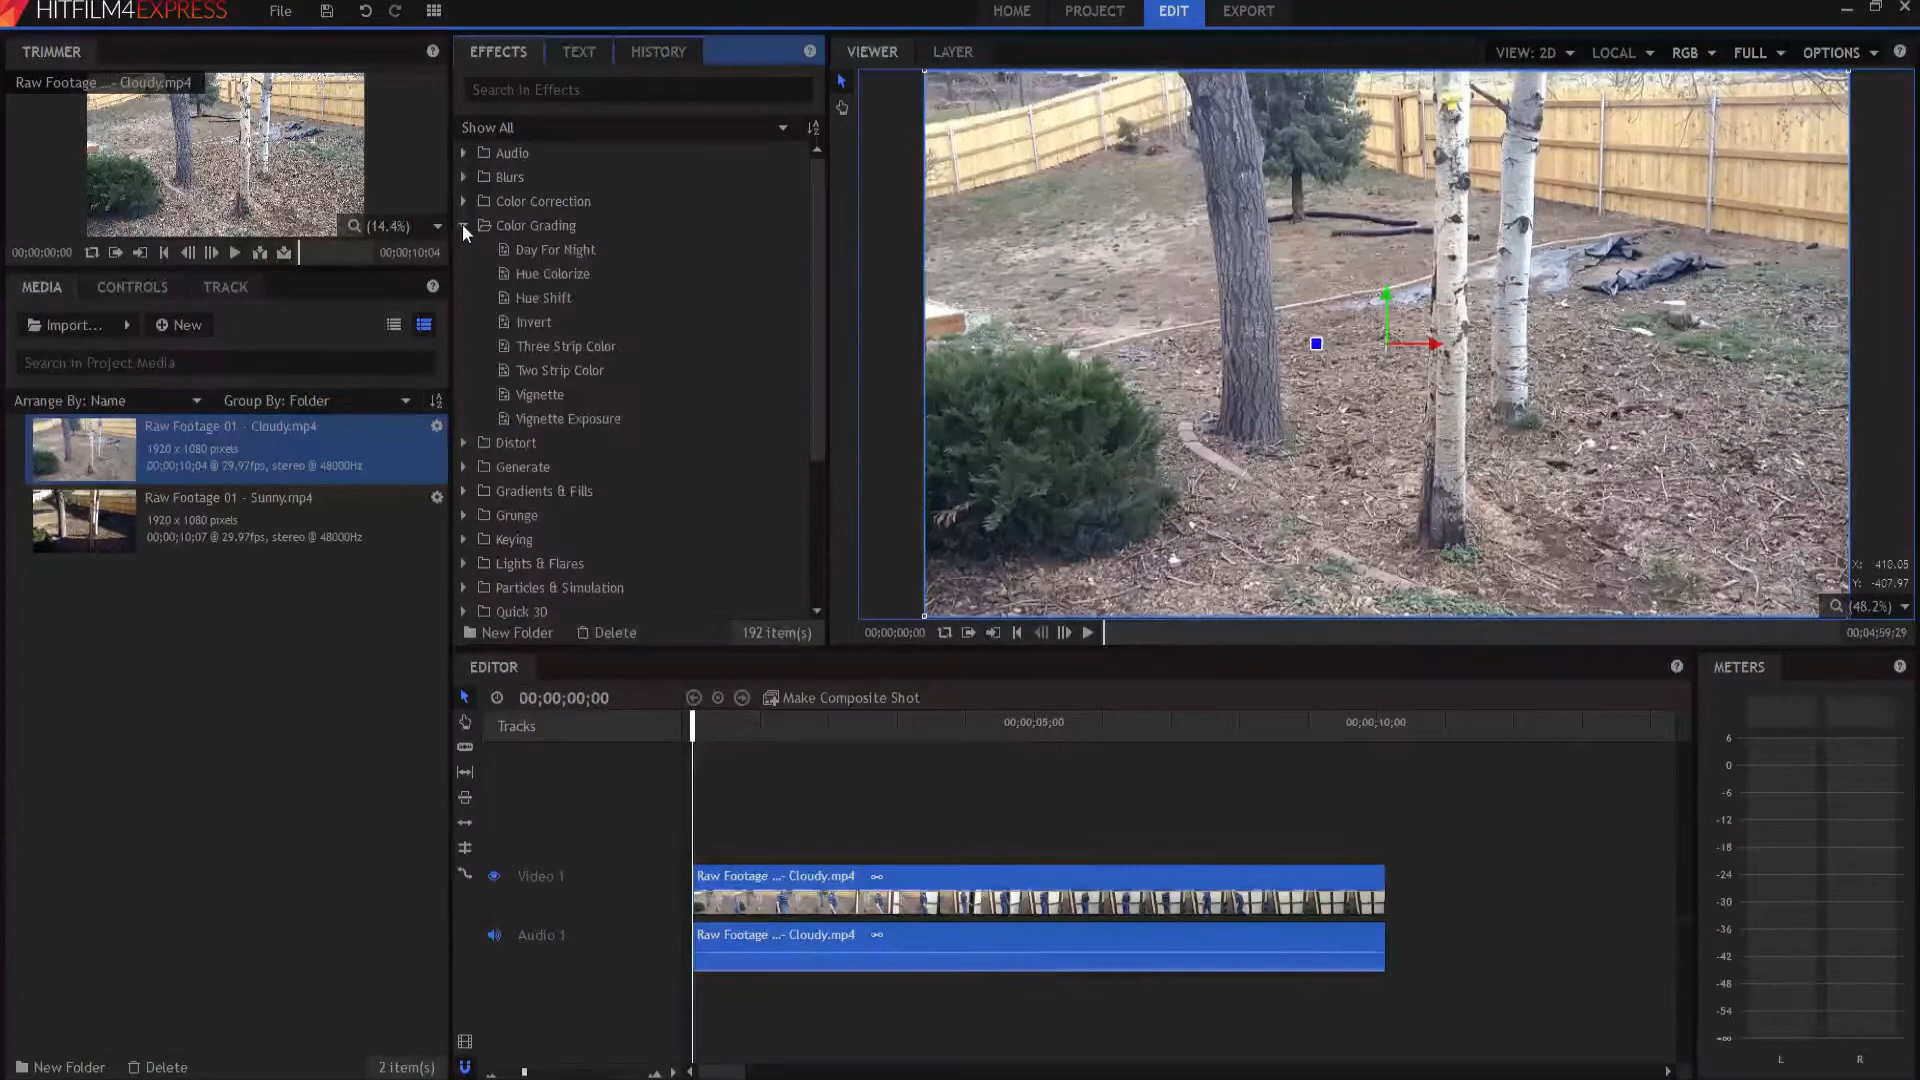 HITFILM4EXPRESS
File
HOME
PROJECT
EDIT
EXPORT
TRIMMER
Raw Footage ...- Cloudy.mp4
(14.4%)
00;00;00;00
00;00;10;04
MEDIA
CONTROLS
TRACK
Import...
New
Search in Project Media
Arrange By: Name
Group By: Folder
Raw Footage 01 - Cloudy.mp4
1920 x 1080 pixels
00;00;10;04 @ 29.97fps, stereo @ 48000Hz
Raw Footage 01 - Sunny.mp4
1920 x 1080 pixels
00;00;10;07 @ 29.97fps, stereo @ 48000Hz
New Folder
Delete
2 item(s)
EFFECTS
TEXT
HISTORY
Search In Effects
Show All
Audio
Blurs
Color Correction
Color Grading
Day For Night
Hue Colorize
Hue Shift
Invert
Three Strip Color
Two Strip Color
Vignette
Vignette Exposure
Distort
Generate
Gradients & Fills
Grunge
Keying
Lights & Flares
Particles & Simulation
Quick 3D
New Folder
Delete
192 item(s)
VIEWER
LAYER
VIEW: 2D
LOCAL
RGB
FULL
OPTIONS
X: 410.05
Y: -407.97
(48.2%)
00;00;00;00
00;04;59;29
EDITOR
00;00;00;00
Make Composite Shot
Tracks
00;00;05;00
00;00;10;00
Video 1
Raw Footage ...- Cloudy.mp4
Audio 1
Raw Footage ...- Cloudy.mp4
METERS
6
0
-6
-12
-18
-24
-30
-36
-42
-48
-54
-∞
L
R